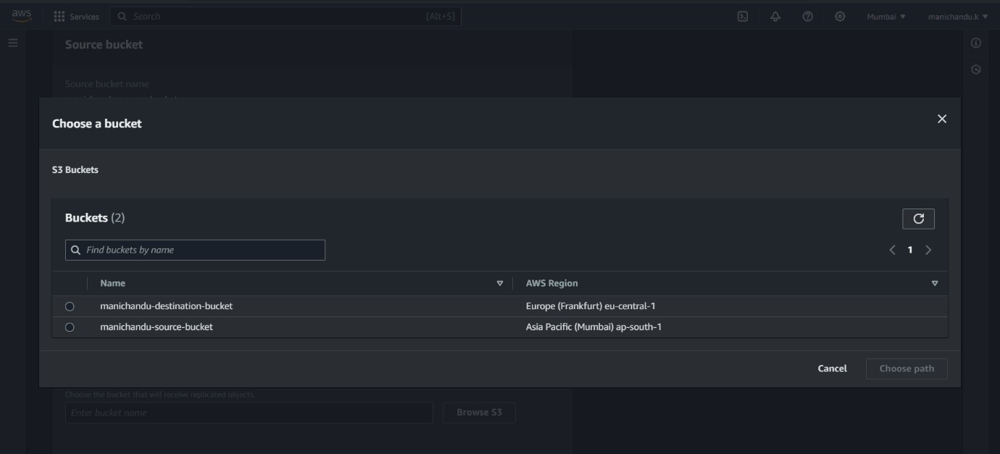 aws
Services
Search
[Alt+S]
Mumbai
manichandu.k
Source bucket
Source bucket name
Choose a bucket
S3 Buckets
Buckets (2)
Find buckets by name
1
Name
AWS Region
manichandu-destination-bucket
Europe (Frankfurt) eu-central-1
manichandu-source-bucket
Asia Pacific (Mumbai) ap-south-1
Cancel
Choose path
Choose the bucket that will receive replicated objects.
Enter bucket name
Browse S3